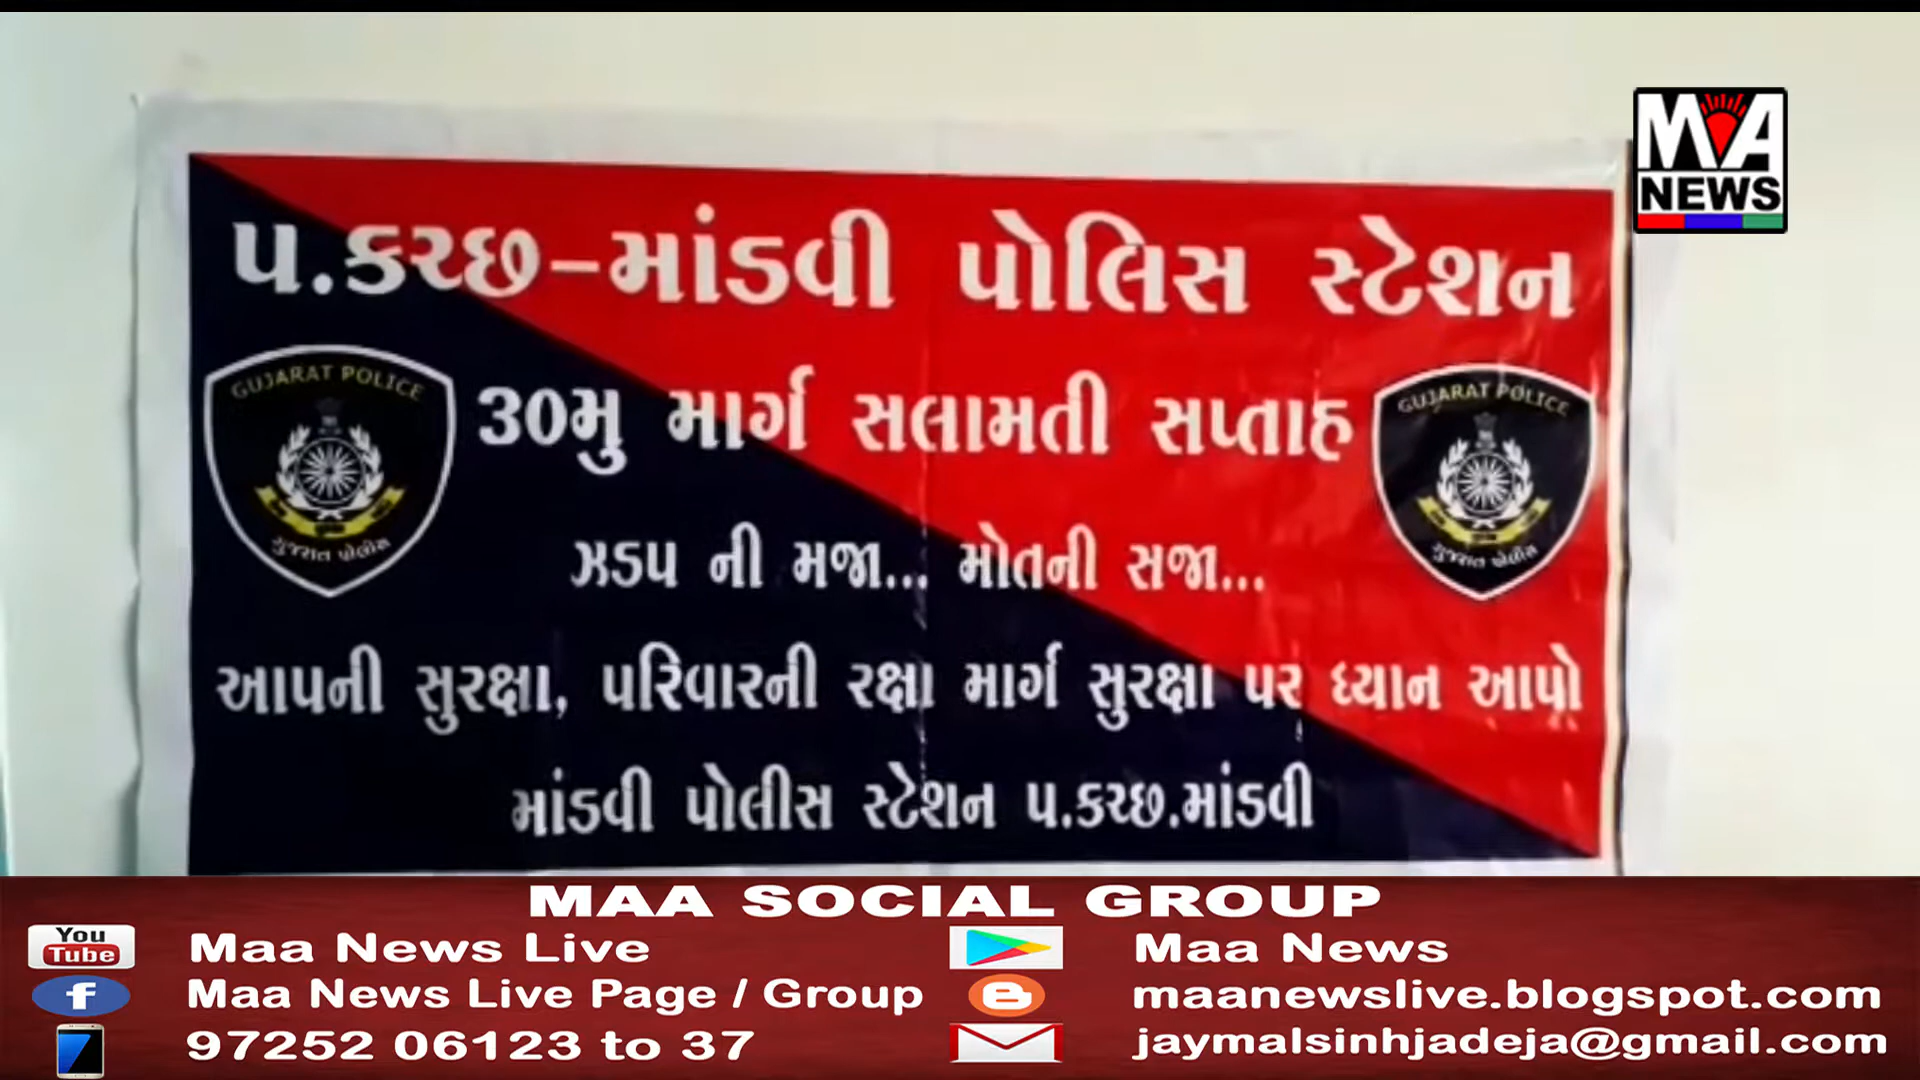 MAA
NEWS
પ.કચ્છ-માંડવી પોલિસ સ્ટેશન
GUJARAT POLICE
ગુજરાત પોલીસ
30મુ માર્ગ સલામતી સપ્તાહ
GUJARAT POLICE
ગુજરાત પોલીસ
ઝડપ ની મજા... મોતની સજા...
આપની સુરક્ષા, પરિવારની રક્ષા માર્ગ સુરક્ષા પર ધ્યાન આપો
માંડવી પોલીસ સ્ટેશન પ.કચ્છ.માંડવી
MAA SOCIAL GROUP
You Tube Maa News Live
Maa News
f Maa News Live Page / Group
maanewslive.blogspot.com
97252 06123 to 37
jaymalsinhjadeja@gmail.com